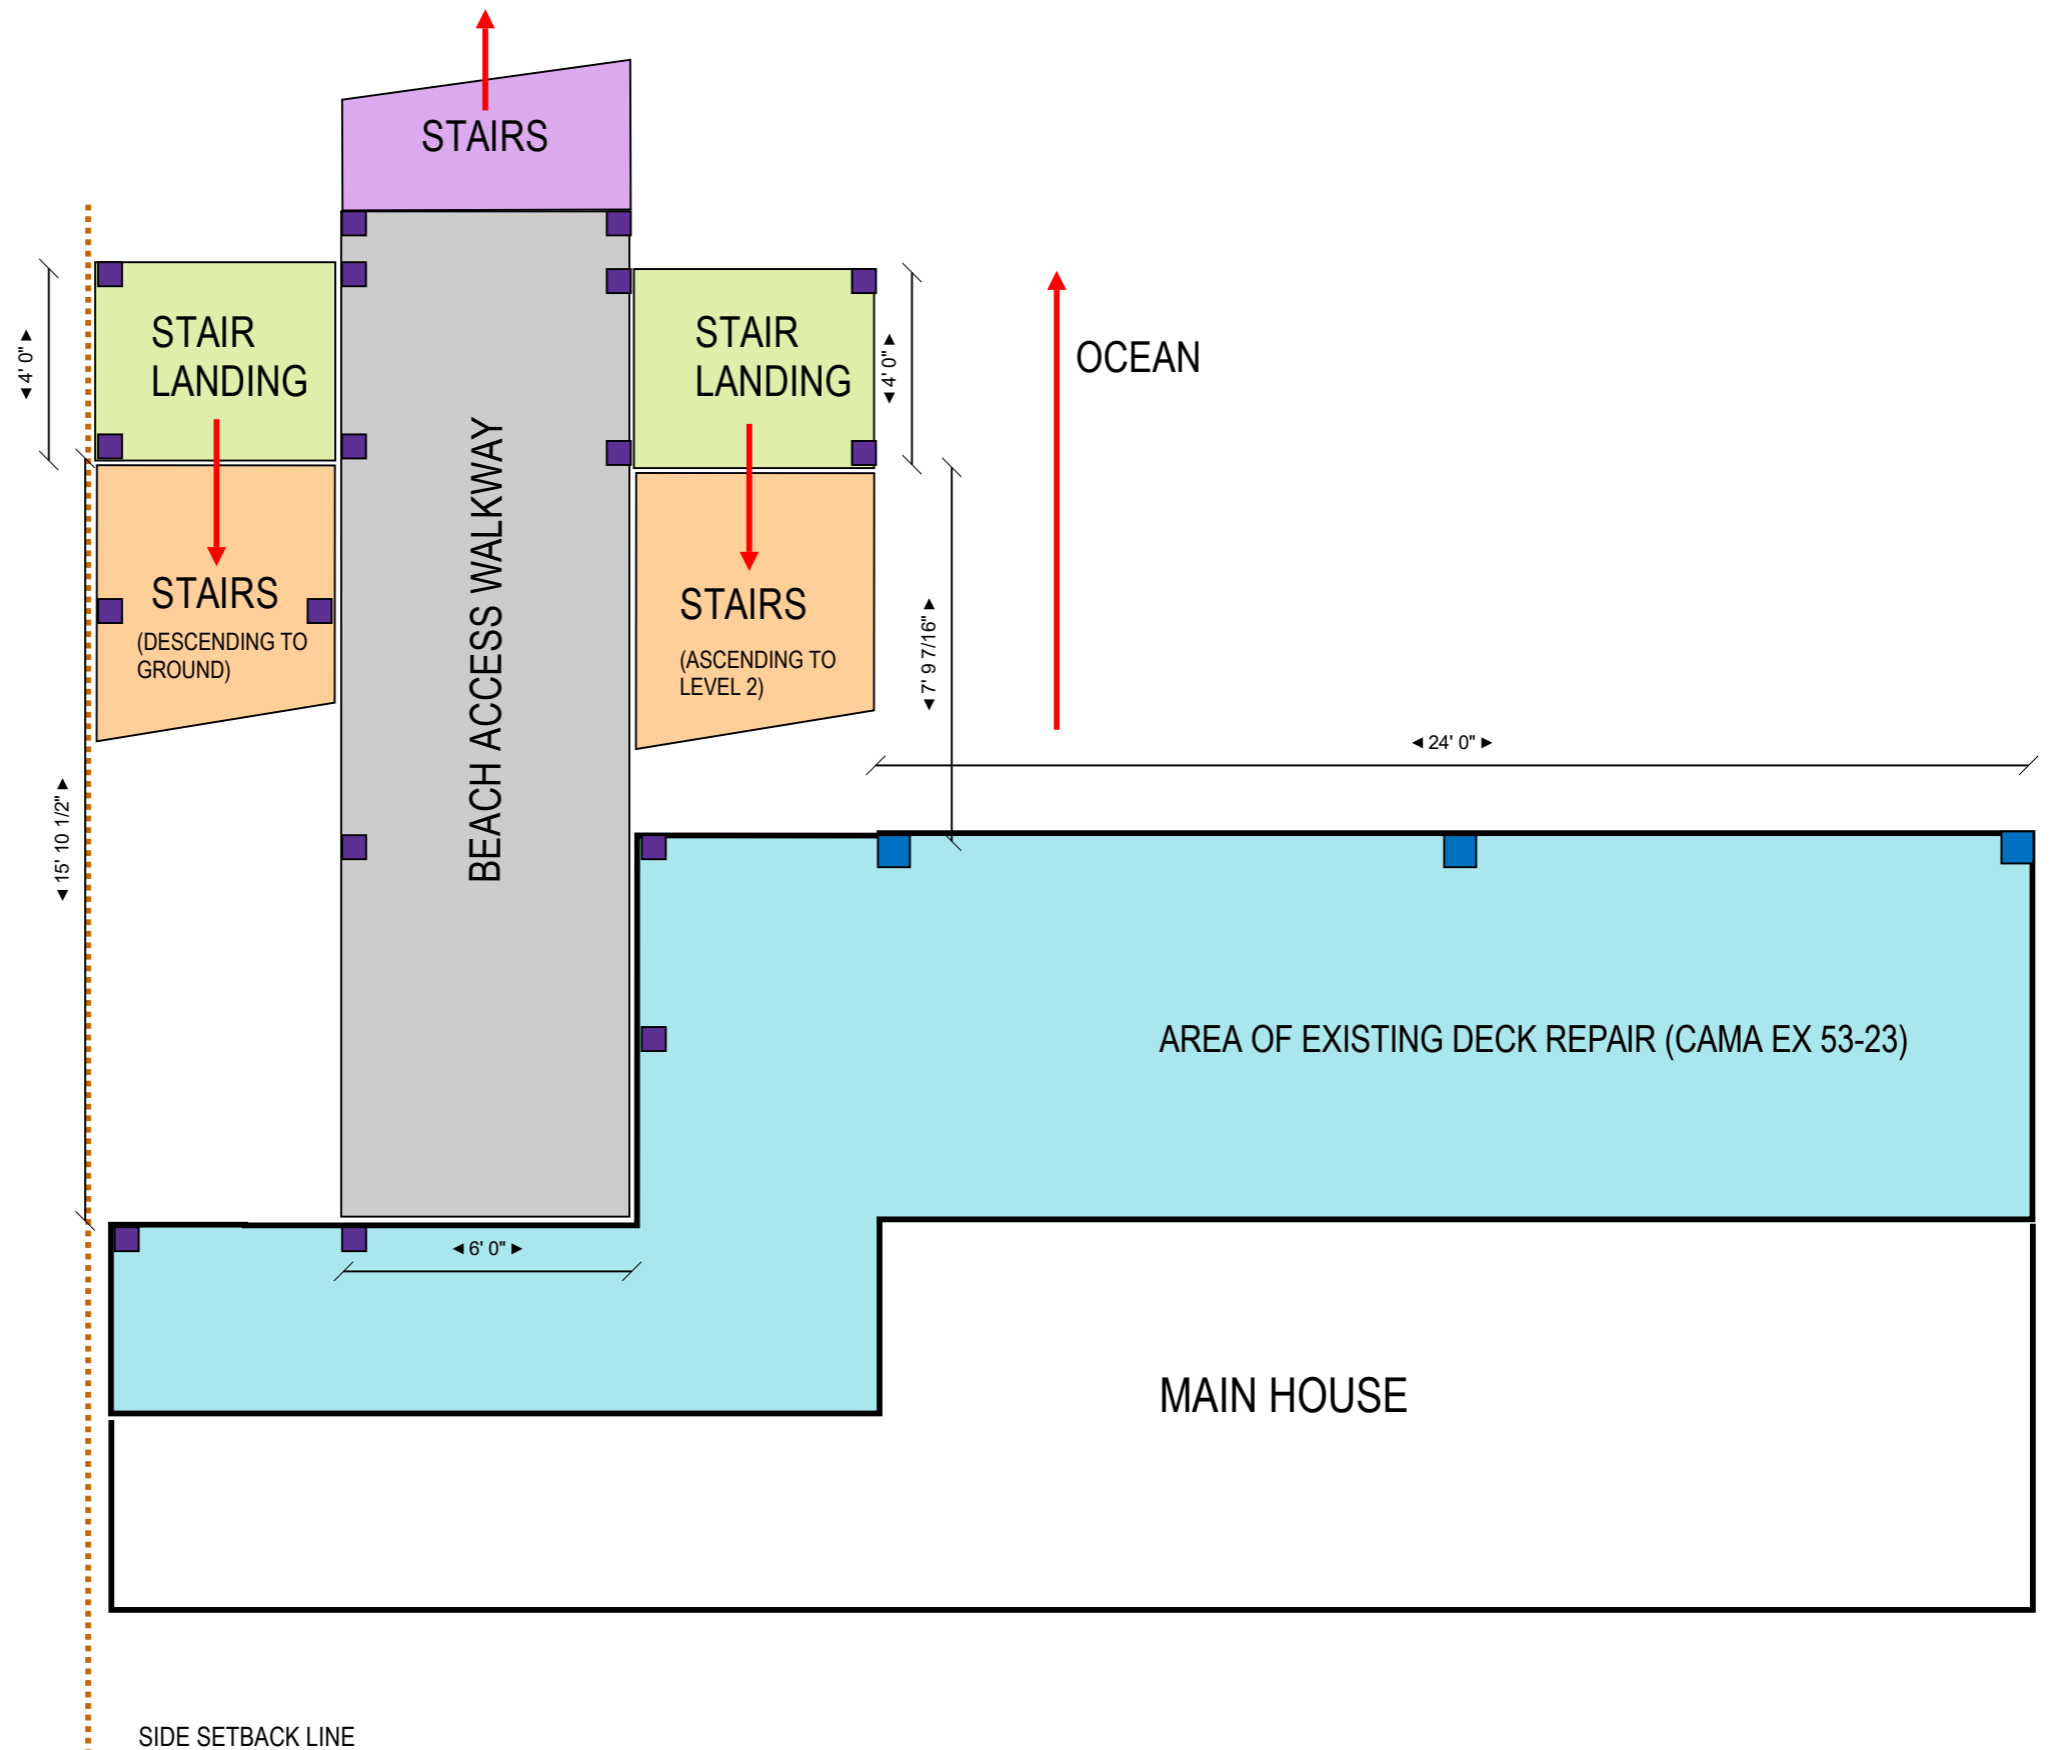 STAIRS
STAIR
LANDING
STAIR
LANDING
◄4' 0"►
◄4' 0"►
OCEAN
BEACH ACCESS WALKWAY
STAIRS
(DESCENDING TO
GROUND)
STAIRS
(ASCENDING TO
LEVEL 2)
◄7' 9 7/16"►
◄ 24' 0" ►
◄ 15' 10 1/2" ►
AREA OF EXISTING DECK REPAIR (CAMA EX 53-23)
◄ 6' 0" ►
MAIN HOUSE
SIDE SETBACK LINE